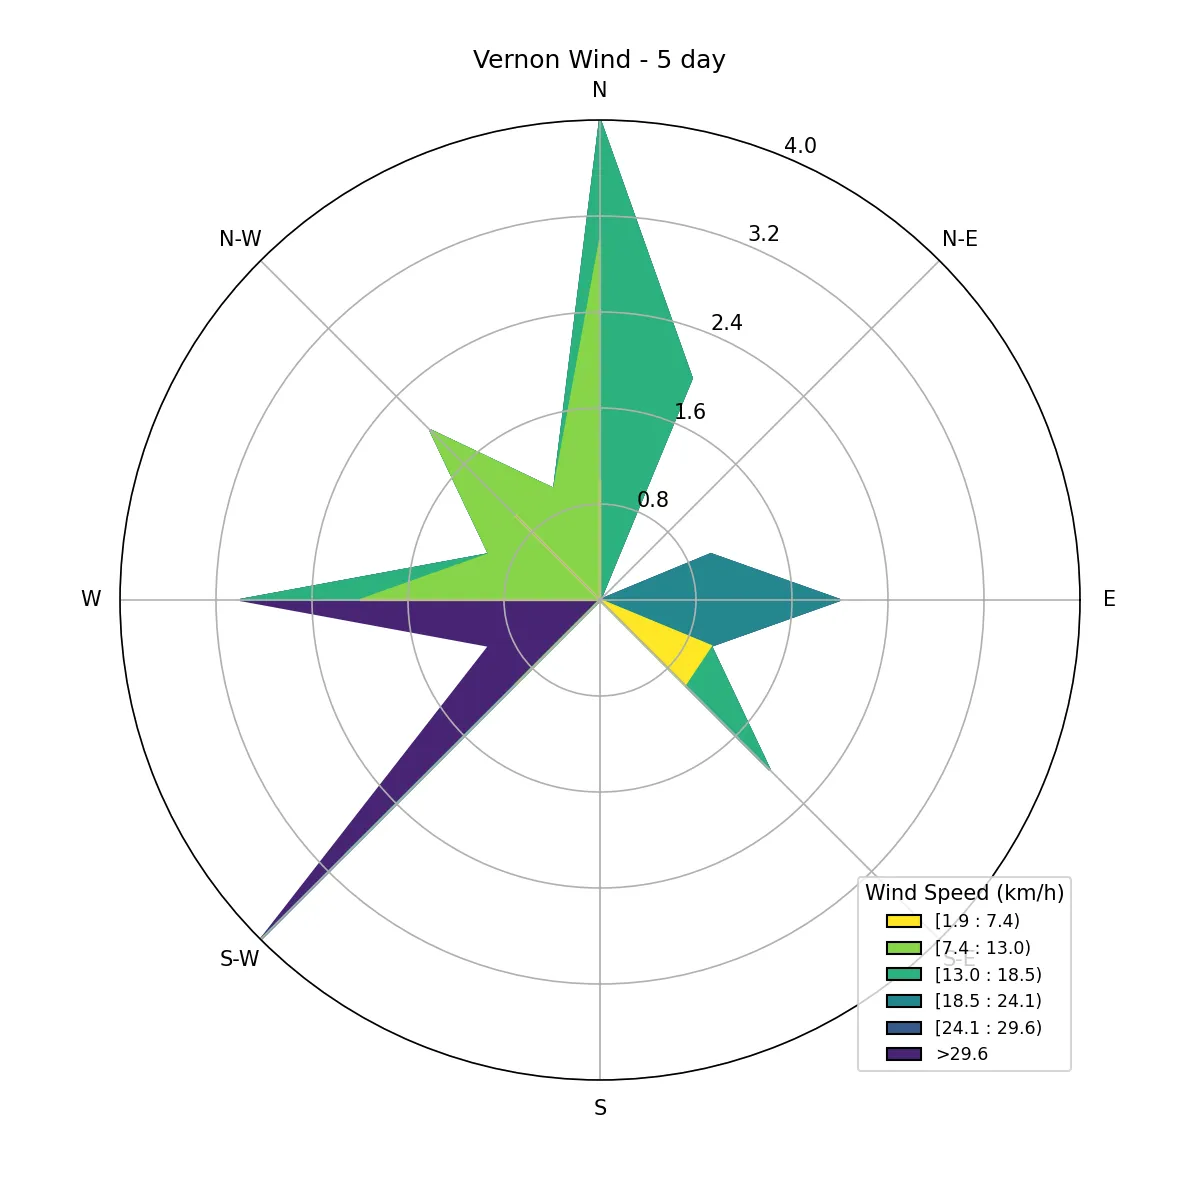 Vernon Wind - 5 day
N
4.0
N-W
3.2
N-E
2.4
1.6
0.8
W
E
S-W
S-E
Wind Speed (km/h)
[1.9 : 7.4)
[7.4 : 13.0)
[13.0 : 18.5)
[18.5 : 24.1)
[24.1 : 29.6)
>29.6
S